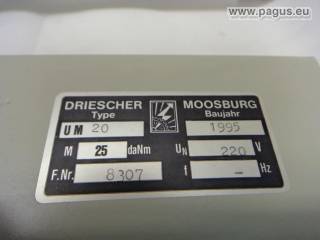 www.pagus.eu
DRIESCHER MOOSBURG
Type Baujahr
UM 20 1995
M 25 daNm UN 220 V
F.Nr. 8307 f - Hz